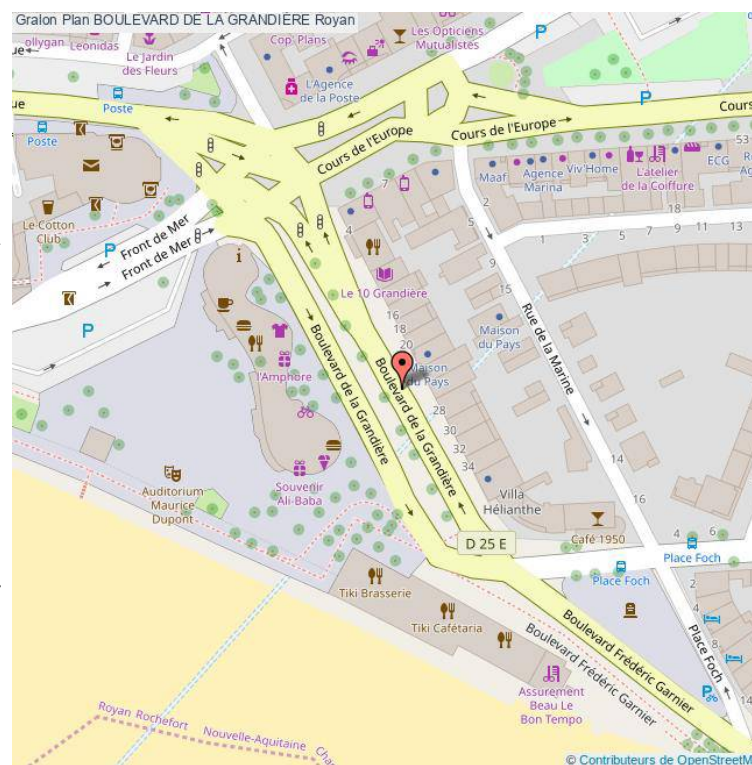 Gralon Plan BOULEVARD DE LA GRANDIÈRE Royan
ollygan
Leonidas
Le Jardin
des Fleurs
Cop' Plans
Les Opticiens
Mutualistes
L'Agence
de la Poste
P
P
ue
Poste
Poste
ue
Cours de l'Europe
Cours de l'Europe
Cours
53
Maaf
Agence
Marina
Viv'Home
L'atelier
de la Coiffure
ECG
7
2
5
4
1
3
5
7
9
11
18
13
Le Cotton
Club
P
Front de Mer
Front de Mer
i
P
Le 10 Grandière
9
15
16
18
20
Maison
du Pays
Maison
du Pays
Rue de la Marine
l'Amphore
Boulevard de la Grandière
Boulevard de la Grandière
28
30
32
34
14
16
Auditorium
Maurice
Dupont
Souvenir
Ali-Baba
Villa
Hélianthe
Café 1950
D 25 E
4
6
Place Foch
Place Foch
Tiki Brasserie
Tiki Cafétaria
2
4
8
14
P
Place Foch
Boulevard Frédéric Garnier
Boulevard Frédéric Garnier
Assurement
Beau Le
Bon Tempo
Royan
Rochefort
Nouvelle-Aquitaine
Cha
© Contributeurs de OpenStreetM